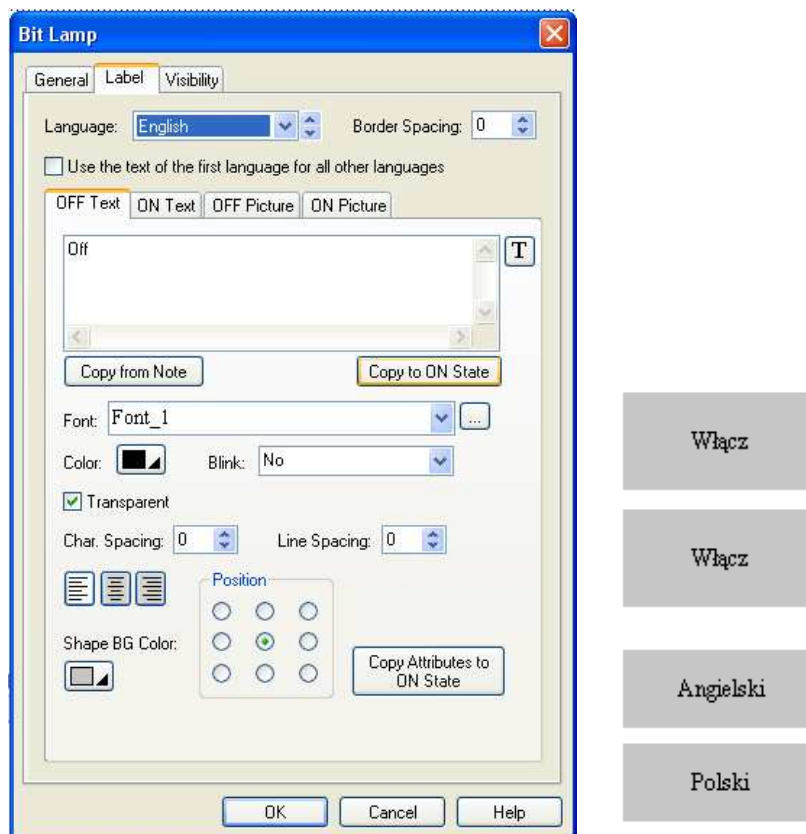 Bit Lamp
General Label Visibility
Language: English Border Spacing: 0
Use the text of the first language for all other languages
OFF Text ON Text OFF Picture ON Picture
Off
T
Copy from Note Copy to ON State
Font: Font_1 ...
Color: Blink: No
Transparent
Char. Spacing: 0 Line Spacing: 0
Position
Shape BG Color:
Copy Attributes to
ON State
OK Cancel Help
Włącz
Włącz
Angielski
Polski